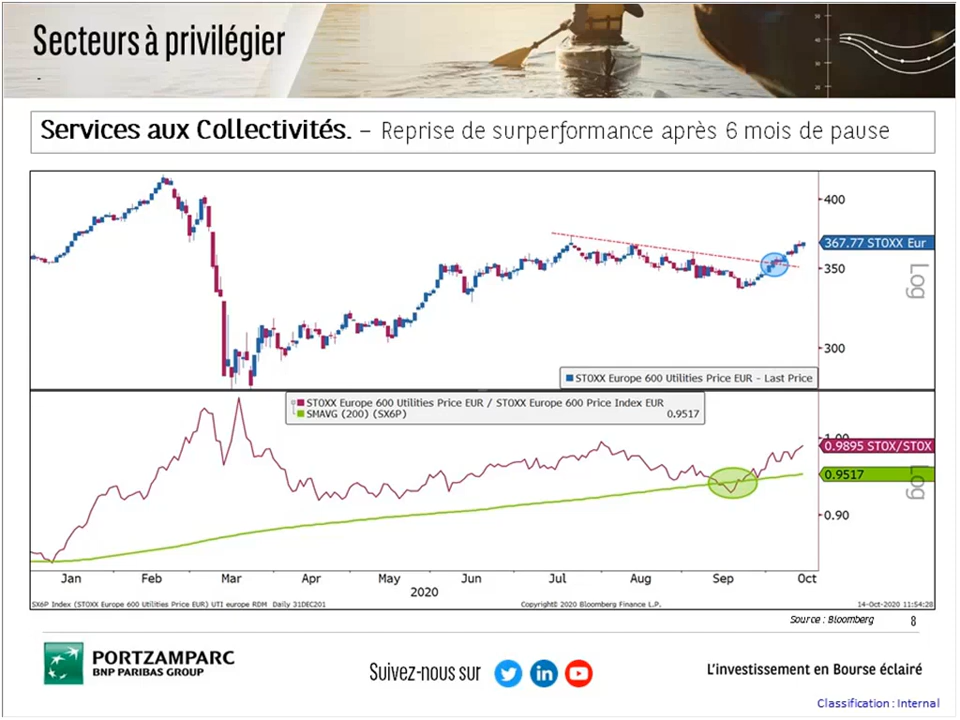 Secteurs à privilégier
-
50
40
30
20
Services aux Collectivités. – Reprise de surperformance après 6 mois de pause
400
367.77 STOXX Eur
350
Log
300
STOXX Europe 600 Utilities Price EUR - Last Price
STOXX Europe 600 Utilities Price EUR / STOXX Europe 600 Price Index EUR
SMAVG (200) (SX6P) 0.9517
1.00
0.9895 STOX/STOX
0.9517
Log
0.90
Jan Feb Mar Apr May Jun Jul Aug Sep Oct
2020
SX6P Index (STOXX Europe 600 Utilities Price EUR) UTI europe RDM Daily 31DEC201 Copyright© 2020 Bloomberg Finance L.P. 14-Oct-2020 11:54:28
Source : Bloomberg 8
PORTZAMPARC
BNP PARIBAS GROUP
Suivez-nous sur
L'investissement en Bourse éclairé
Classification : Internal